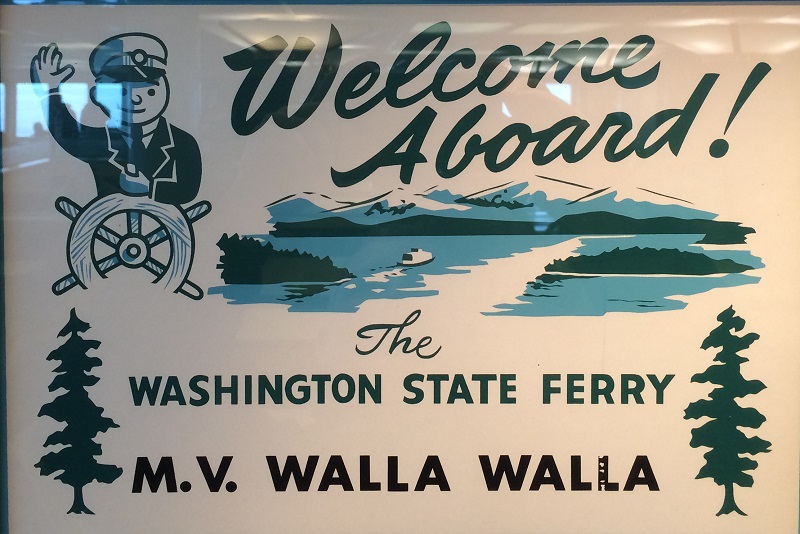 Welcome
Aboard!
The
WASHINGTON STATE FERRY
M.V. WALLA WALLA